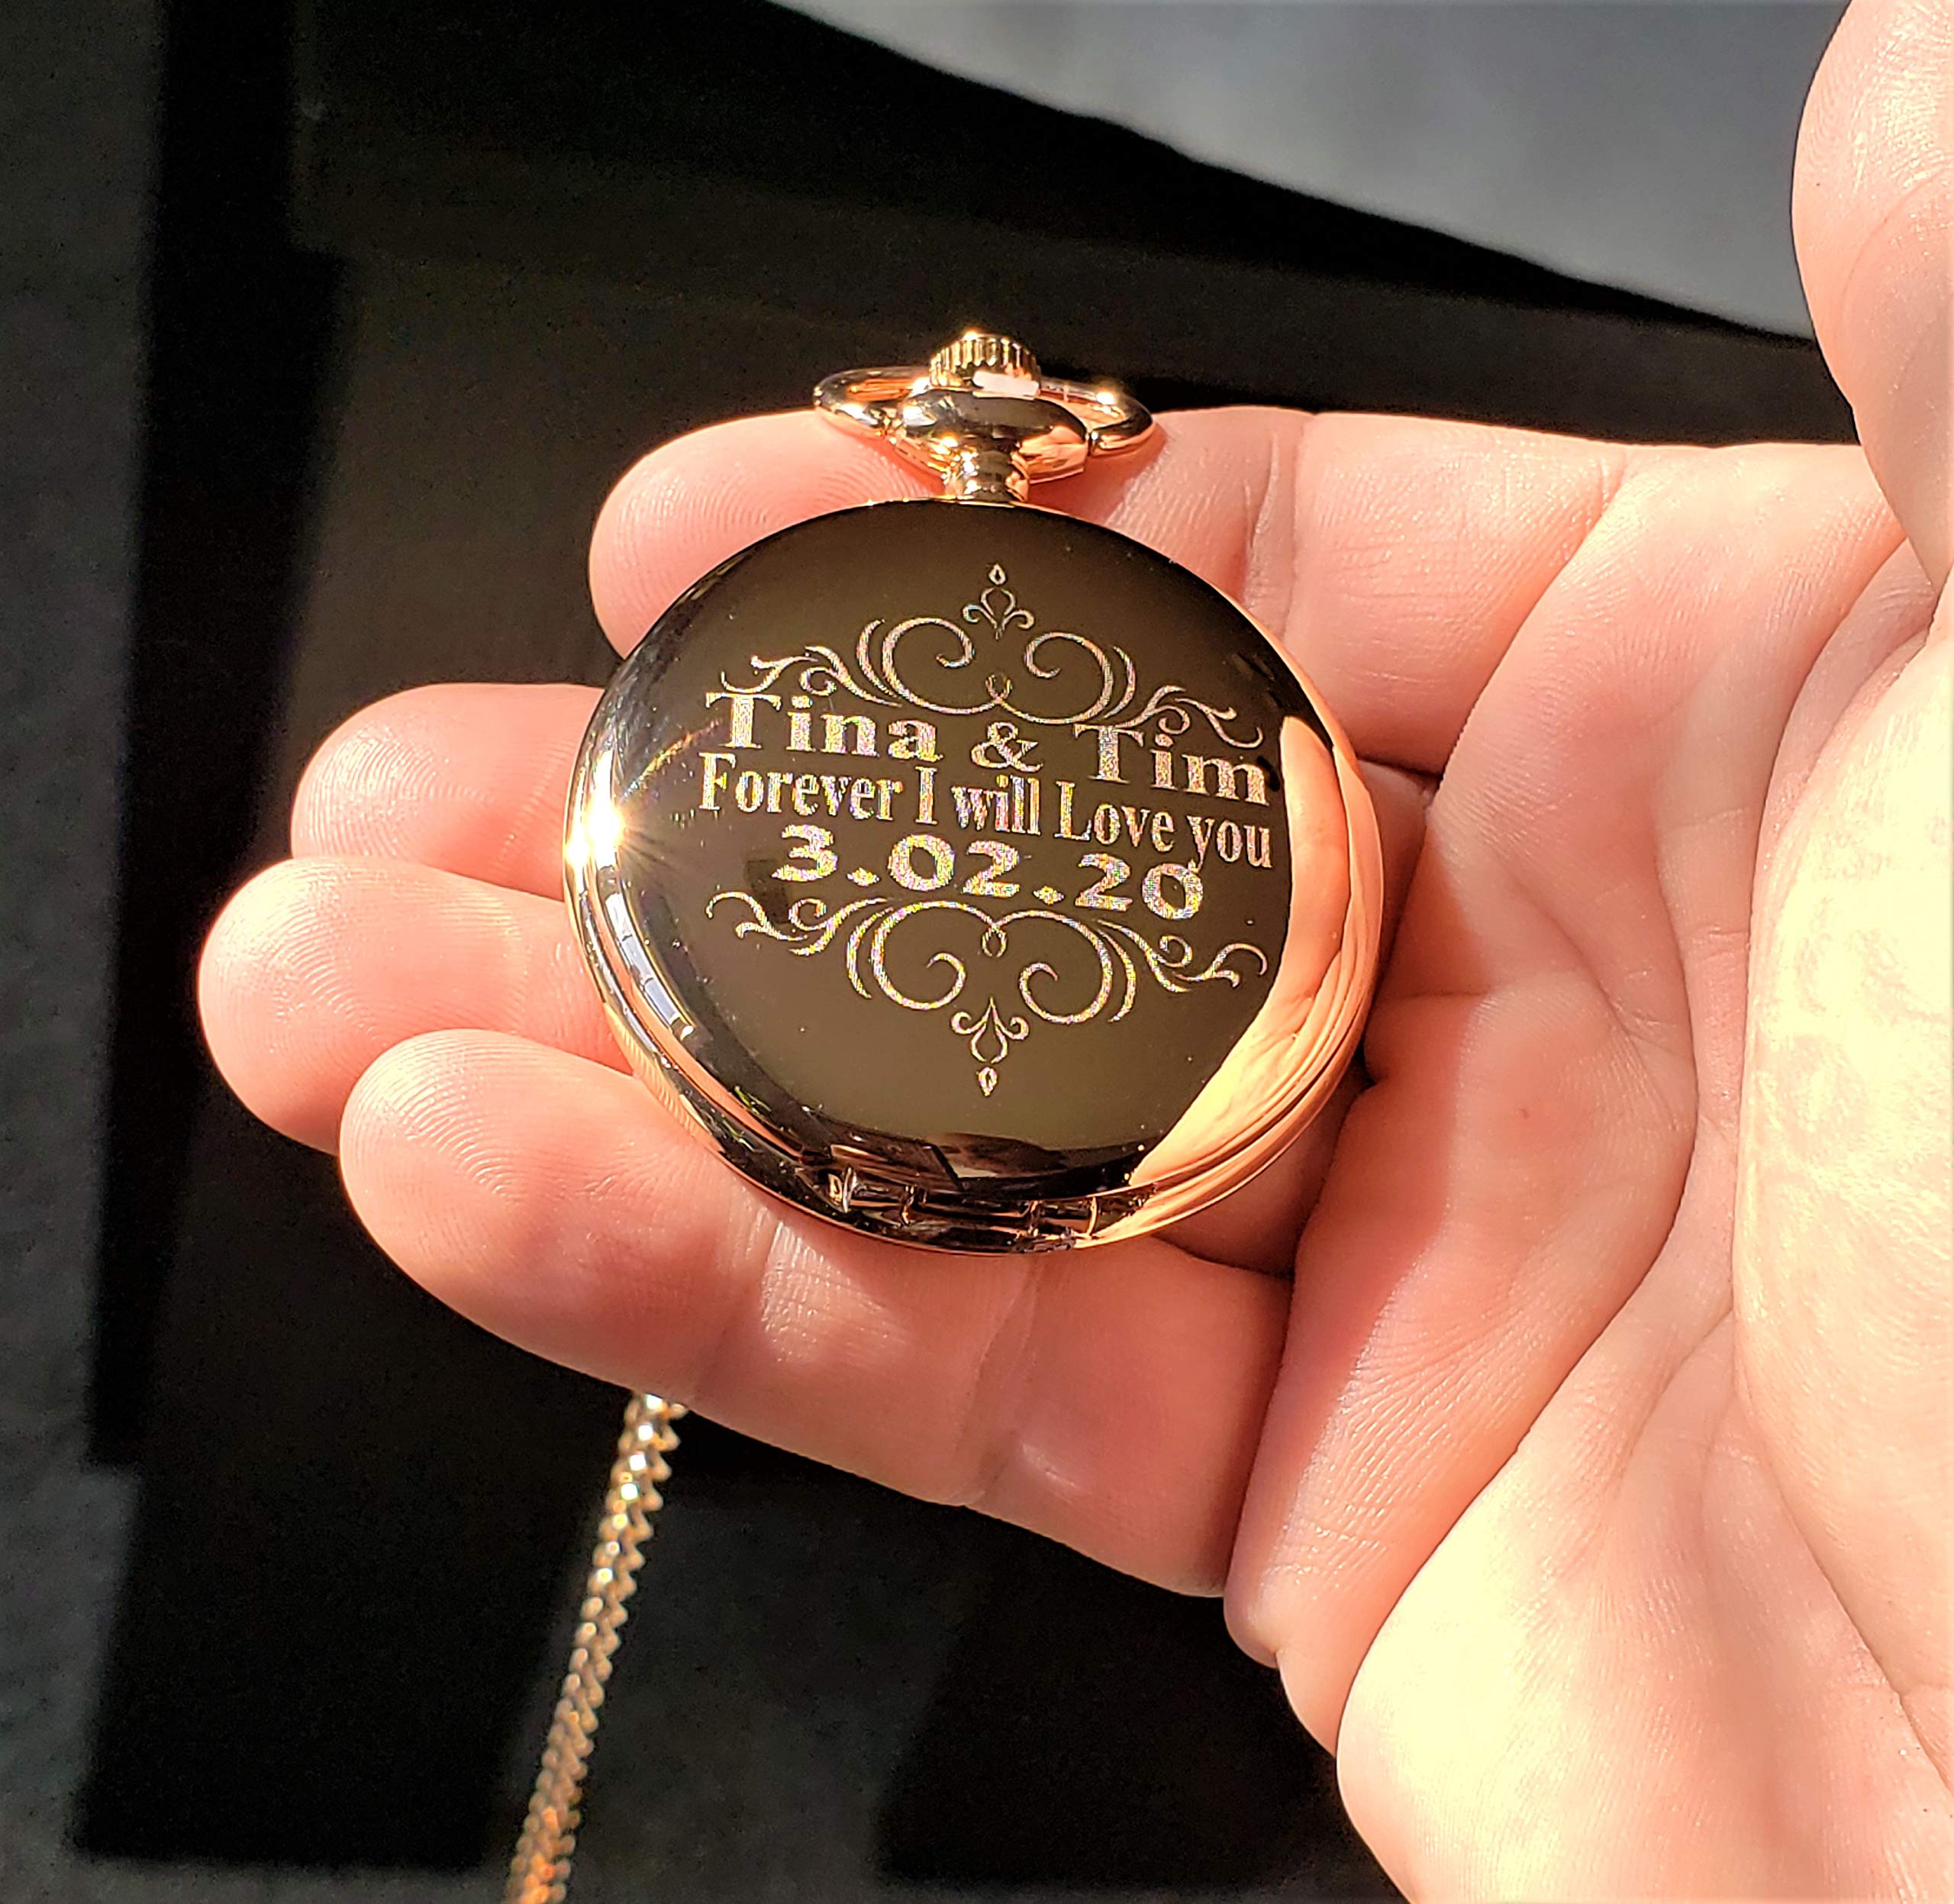 Tina & Tim
Forever I will Love you
3.02.20